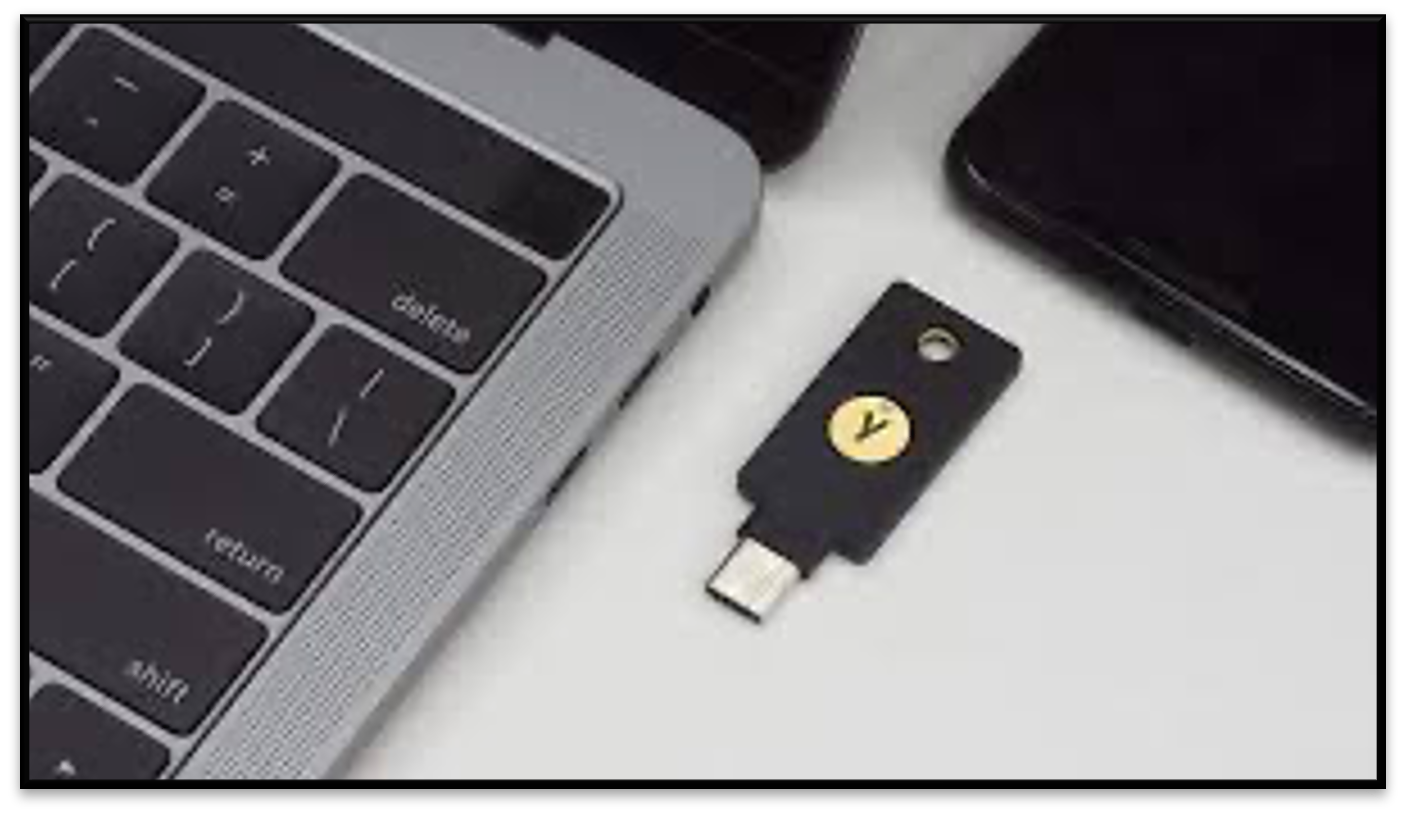 — -
+ =
delete
{ [
} ]
| \
"
return
shift
y